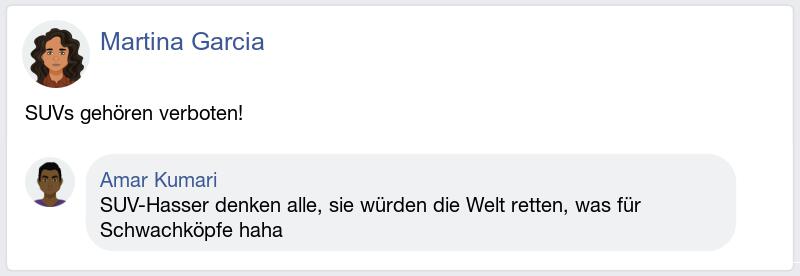 Martina Garcia
SUVs gehören verboten!
Amar Kumari
SUV-Hasser denken alle, sie würden die Welt retten, was für
Schwachköpfe haha